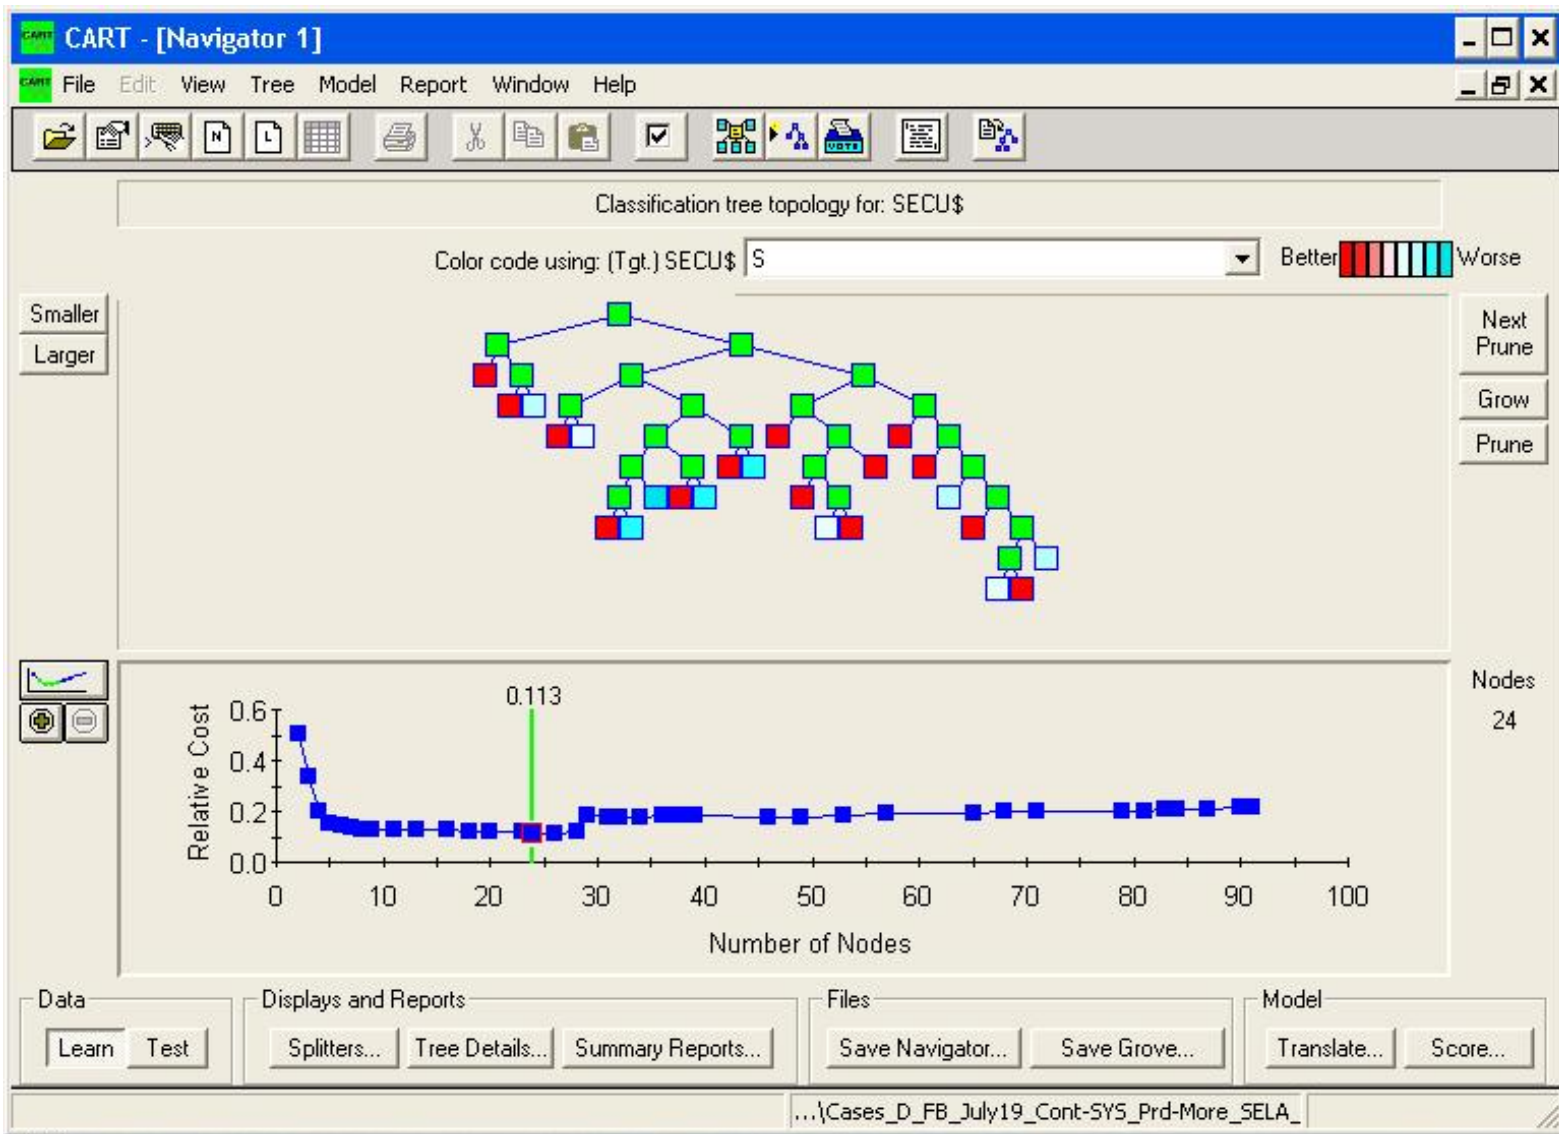 CART - [Navigator 1]
File Edit View Tree Model Report Window Help
Classification tree topology for: SECU$
Color code using: (Tgt.) SECU$ S Better Worse
Smaller
Larger
Next
Prune
Grow
Prune
Nodes
24
0.113
Relative Cost
0.6
0.4
0.2
0.0
0 10 20 30 40 50 60 70 80 90 100
Number of Nodes
Data Displays and Reports Files Model
Learn Test Splitters... Tree Details... Summary Reports... Save Navigator... Save Grove... Translate... Score...
...\Cases_D_FB_July19_Cont-SYS_Prd-More_SELA_